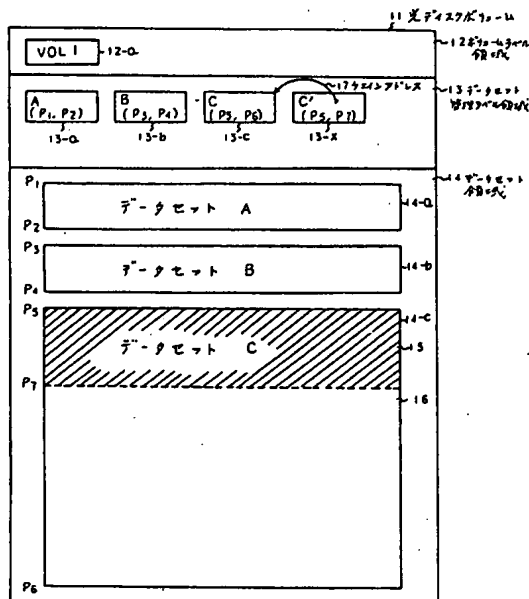 11 光ディスクボリューム
VOL 1
12-a
12 ボリュームラベル
領域
17 チェインアドレス
A
(P1, P2)
B
(P3, P4)
C
(P5, P6)
C'
(P5, P7)
13-a
13-b
13-c
13-x
13 データセット
管理ラベル領域
14 データセット
領域
P1
データセット A
14-a
P2
P3
データセット B
14-b
P4
P5
14-c
データセット C
15
P7
16
P6